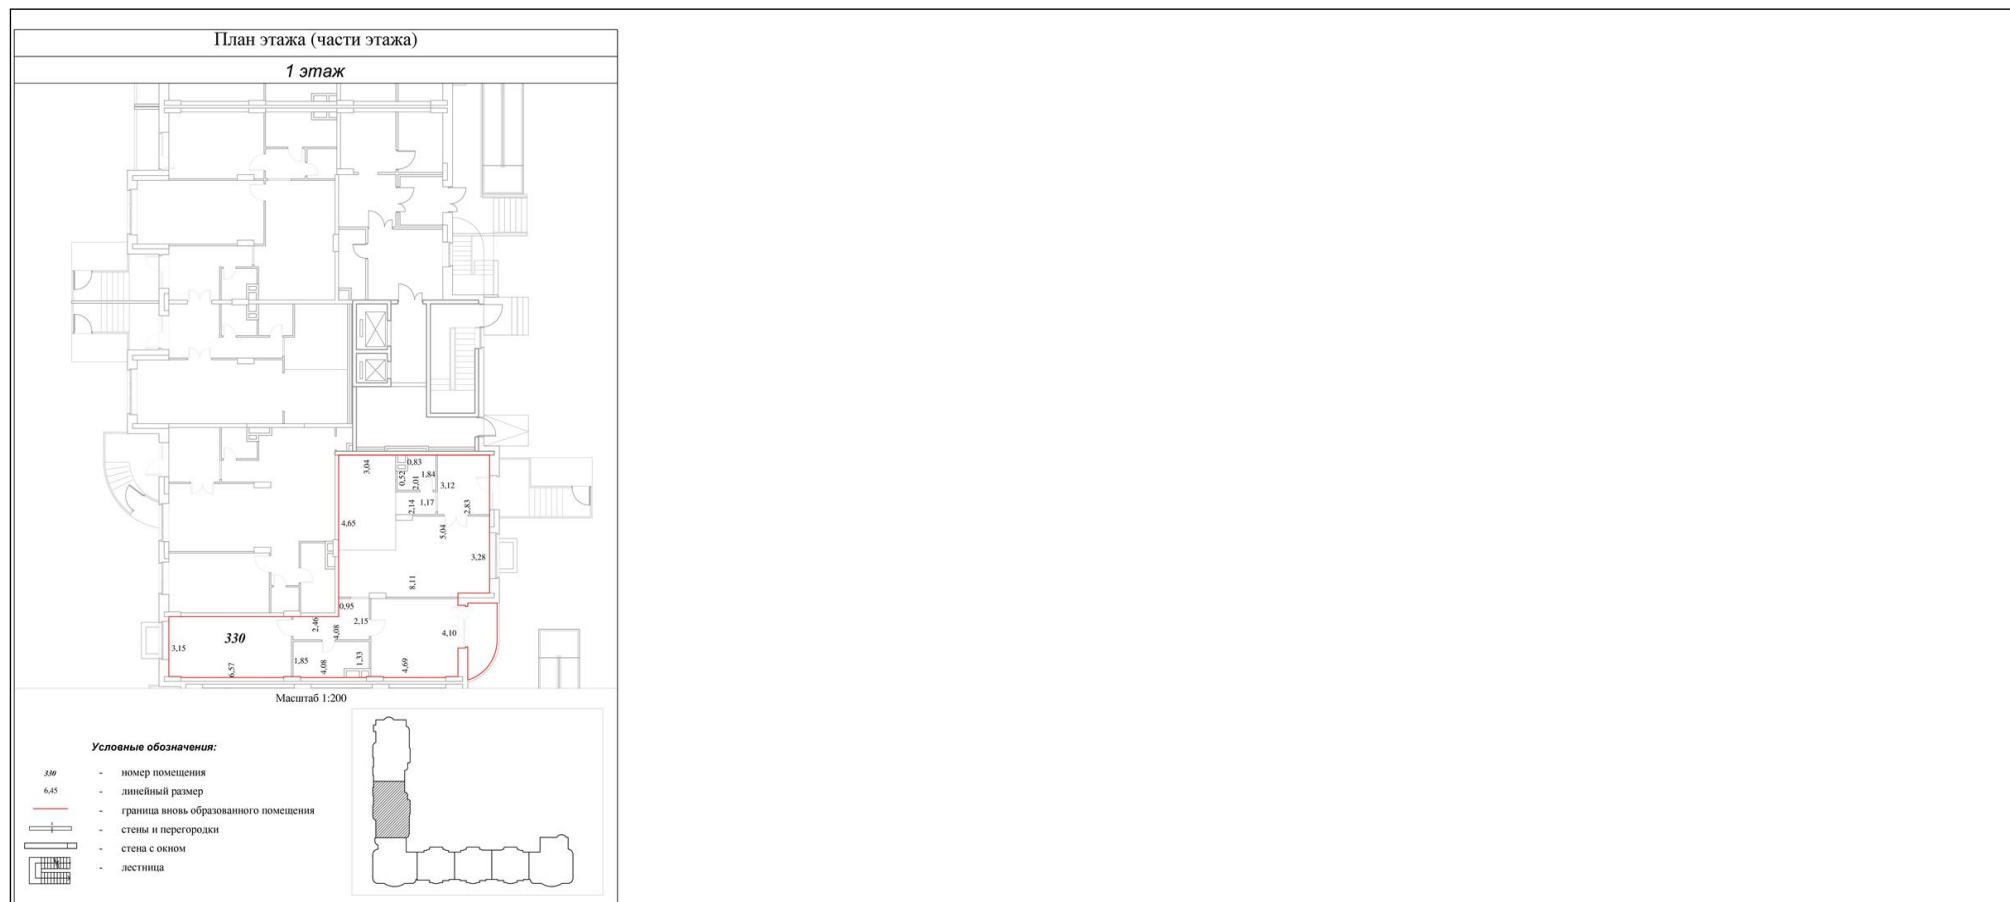 План этажа (части этажа)
1 этаж
0,83
3,04
0,52
2,01
1,84
3,12
2,14
1,17
2,83
4,65
5,04
3,28
8,11
0,95
2,46
4,08
2,15
4,10
330
3,15
6,57
1,85
4,08
1,33
4,69
Масштаб 1:200
Условные обозначения:
330 - номер помещения
6,45 - линейный размер
- граница вновь образованного помещения
- стены и перегородки
- стена с окном
- лестница